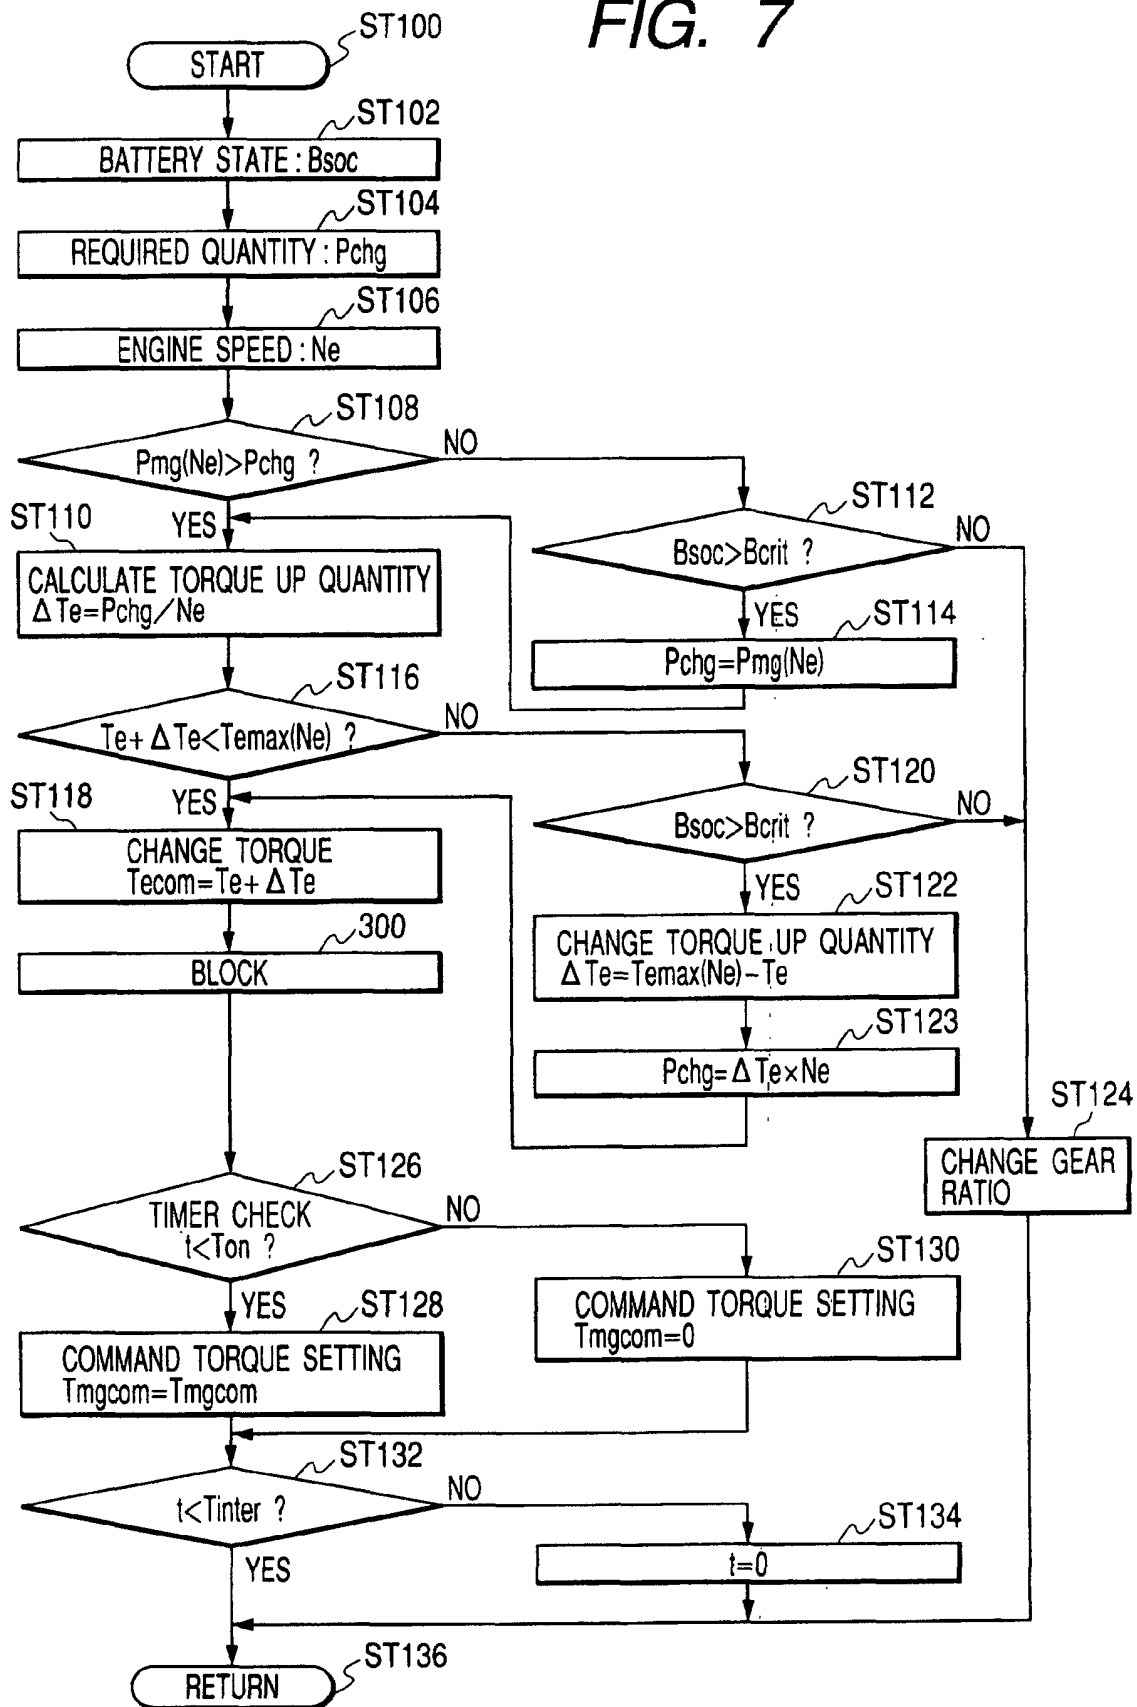 FIG. 7
ST100
START
ST102
BATTERY STATE : Bsoc
ST104
REQUIRED QUANTITY : Pchg
ST106
ENGINE SPEED : Ne
ST108
Pmg(Ne)>Pchg ?
NO
YES
ST112
Bsoc>Bcrit ?
NO
YES
ST110
CALCULATE TORQUE UP QUANTITY
ΔTe=Pchg/Ne
ST114
Pchg=Pmg(Ne)
ST116
Te+ΔTe<Temax(Ne) ?
NO
YES
ST120
Bsoc>Bcrit ?
NO
YES
ST118
CHANGE TORQUE
Tecom=Te+ΔTe
ST122
CHANGE TORQUE UP QUANTITY
ΔTe=Temax(Ne)-Te
300
BLOCK
ST123
Pchg=ΔTe×Ne
ST124
CHANGE GEAR
RATIO
ST126
TIMER CHECK
t<Ton ?
NO
YES
ST130
COMMAND TORQUE SETTING
Tmgcom=0
ST128
COMMAND TORQUE SETTING
Tmgcom=Tmgcom
ST132
t<Tinter ?
NO
YES
ST134
t=0
ST136
RETURN